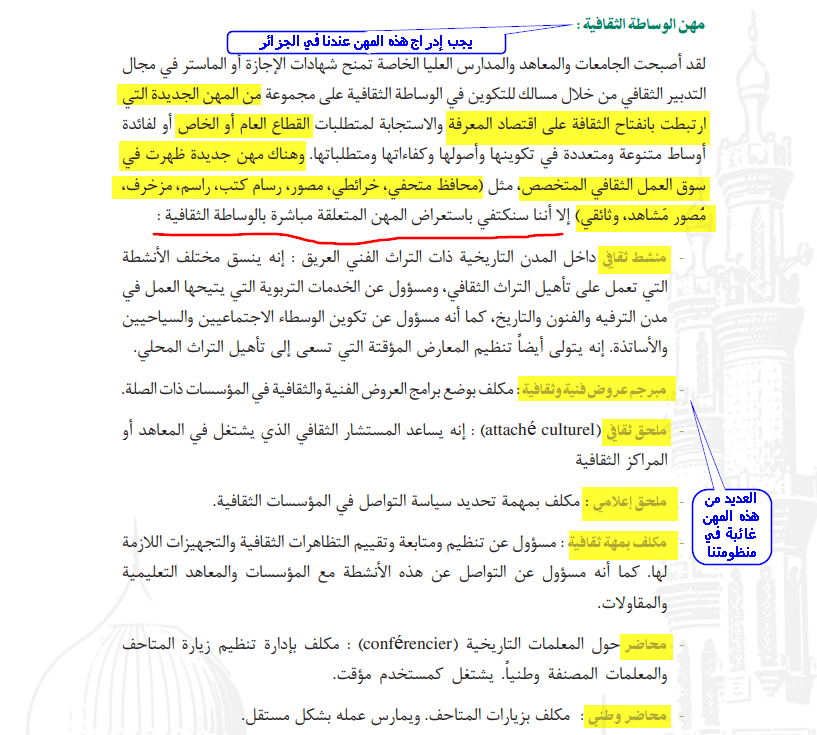 مهن الوساطة الثقافية :
يجب إدراج هذه المهن عندنا في الجزائر
لقد أصبحت الجامعات والمعاهد والمدارس العليا الخاصة تمنح شهادات الإجازة أو الماستر في مجال
التدبير الثقافي من خلال مسالك للتكوين في الوساطة الثقافية على مجموعة من المهن الجديدة التي
ارتبطت بانفتاح الثقافة على اقتصاد المعرفة والاستجابة لمتطلبات القطاع العام أو الخاص أو لفائدة
أوساط متنوعة ومتعددة في تكوينها وأصولها وكفاءاتها ومتطلباتها. وهناك مهن جديدة ظهرت في
سوق العمل الثقافي المتخصص، مثل (محافظ متحفي، خرائطي، مصور، رسام كتب، راسم، مزخرف،
مُصور مَشاهد، وثائقي) إلا أننا سنكتفي باستعراض المهن المتعلقة مباشرة بالوساطة الثقافية :
- منشط ثقافي داخل المدن التاريخية ذات التراث الفني العريق : إنه ينسق مختلف الأنشطة
التي تعمل على تأهيل التراث الثقافي، ومسؤول عن الخدمات التربوية التي يتيحها العمل في
مدن الترفيه والفنون والتاريخ، كما أنه مسؤول عن تكوين الوسطاء الاجتماعيين والسياحيين
والأساتذة. إنه يتولى أيضاً تنظيم المعارض المؤقتة التي تسعى إلى تأهيل التراث المحلي.
- مبرجم عروض فنية وثقافية : مكلف بوضع برامج العروض الفنية والثقافية في المؤسسات ذات الصلة.
- ملحق ثقافي (attaché culturel) : إنه يساعد المستشار الثقافي الذي يشتغل في المعاهد أو
المراكز الثقافية
- ملحق إعلامي : مكلف بمهمة تحديد سياسة التواصل في المؤسسات الثقافية.
- مكلف بمهة ثقافية : مسؤول عن تنظيم ومتابعة وتقييم التظاهرات الثقافية والتجهيزات اللازمة
لها. كما أنه مسؤول عن التواصل عن هذه الأنشطة مع المؤسسات والمعاهد التعليمية
والمقاولات.
- محاضر حول المعلمات التاريخية (conférencier) : مكلف بإدارة تنظيم زيارة المتاحف
والمعلمات المصنفة وطنياً. يشتغل كمستخدم مؤقت.
- محاضر وطني : مكلف بزيارات المتاحف. ويمارس عمله بشكل مستقل.
العديد من
هذه المهن
غائبة في
منظومتنا